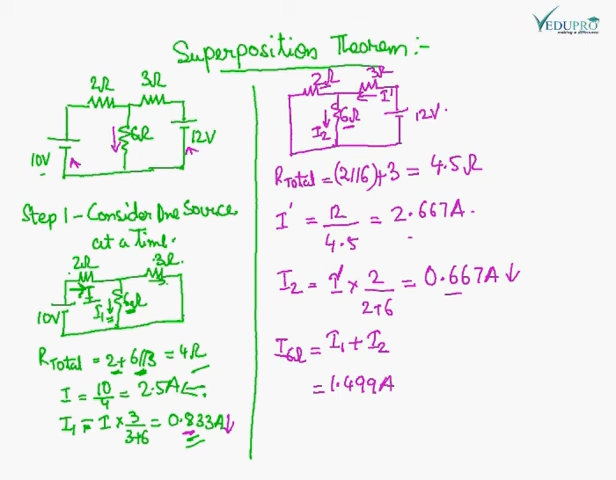 VEDUPRO
making a difference
Superposition Theorem:-
2Ω 3Ω
6Ω
10V
12V
Step 1 - Consider One Source
at a Time.
2Ω 3Ω
I
I₁
6Ω
10V
R Total = 2+6||3 = 4Ω
I = 10/4 = 2.5A
I₁ = I × 3/(3+6) = 0.833A↓
2Ω 3Ω
I'
6Ω
I₂
12V
R Total = (2||6)+3 = 4.5Ω
I' = 12/4.5 = 2.667A.
I₂ = I' × 2/(2+6) = 0.667A↓
I6Ω = I₁ + I₂
= 1.499A